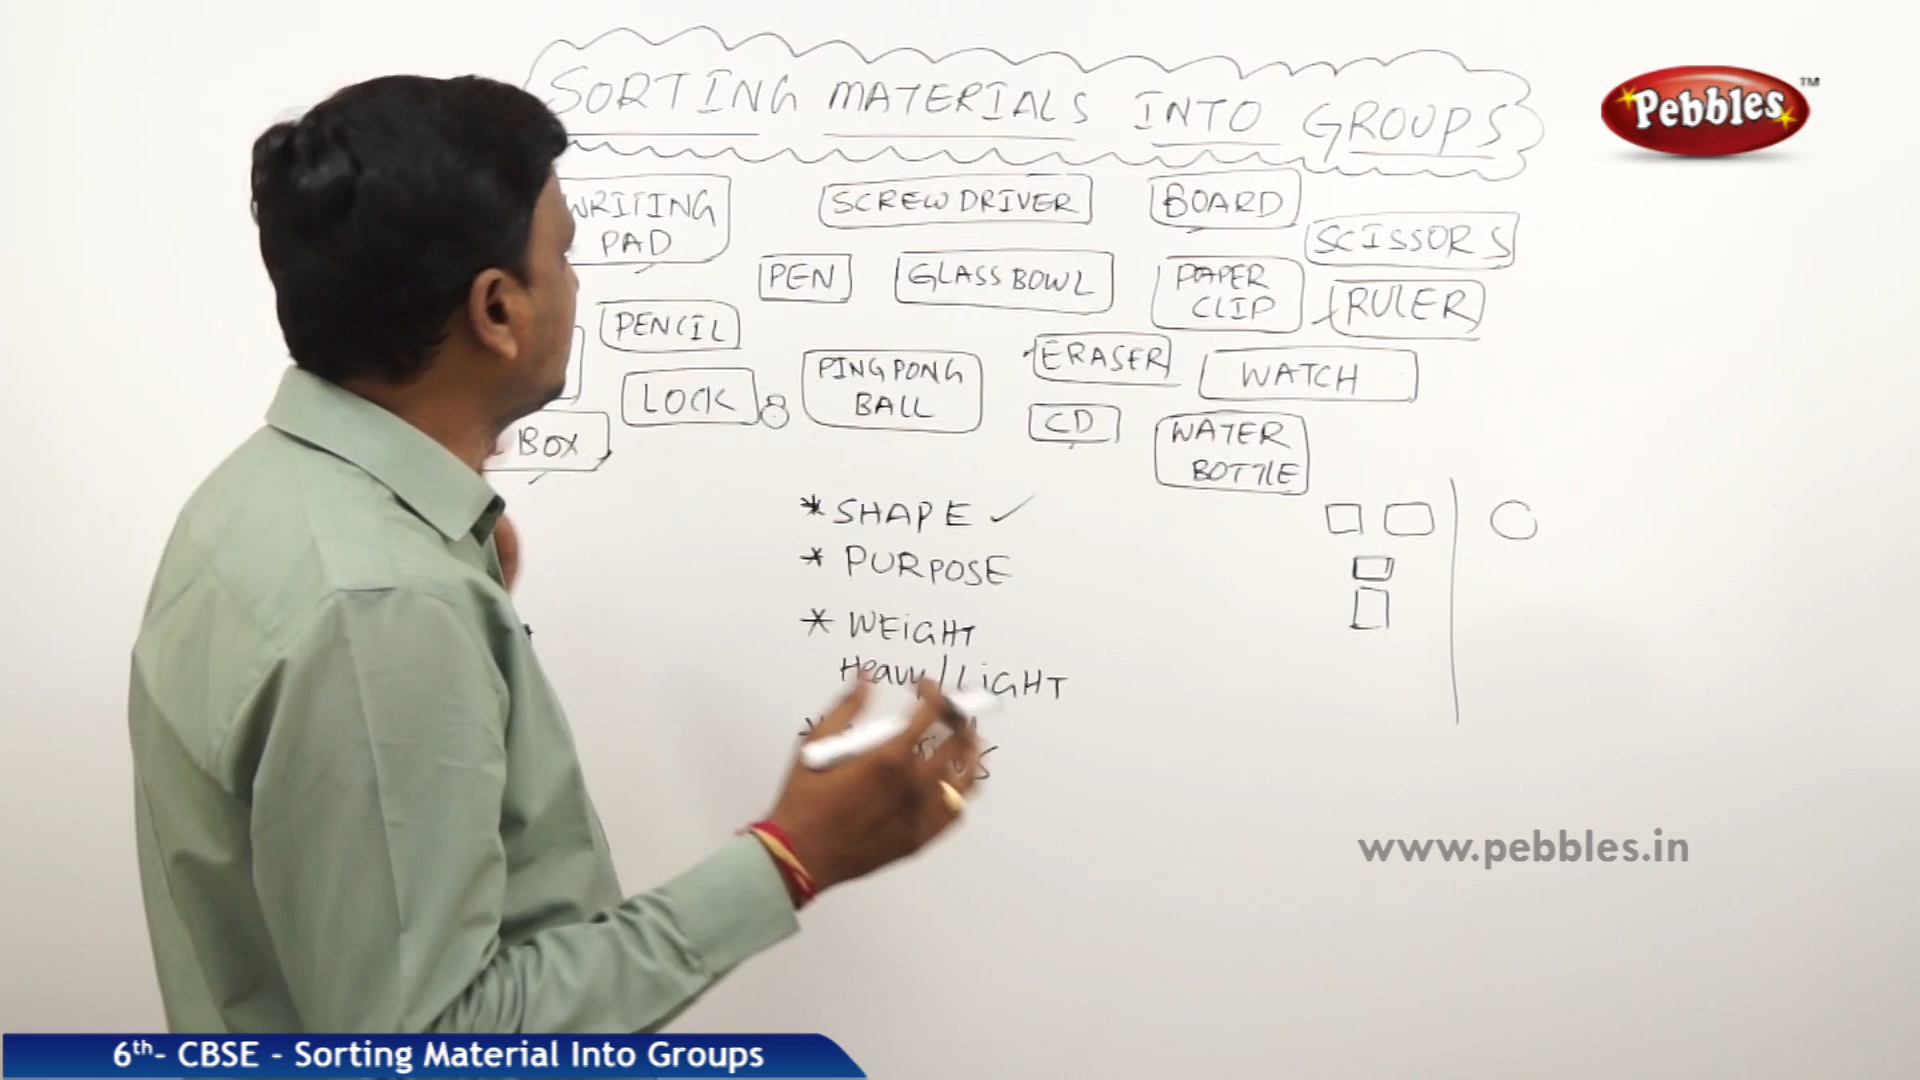 SORTING MATERIALS INTO GROUPS
Pebbles™
WRITING
PAD
SCREW DRIVER
BOARD
SCISSORS
PEN
GLASS BOWL
PAPER
CLIP
RULER
PENCIL
ERASER
WATCH
LOCK
PING PONG
BALL
CD
WATER
BOTTLE
BOX
* SHAPE ✓
* PURPOSE
* WEIGHT
Heavy/LIGHT
www.pebbles.in
6th- CBSE - Sorting Material Into Groups